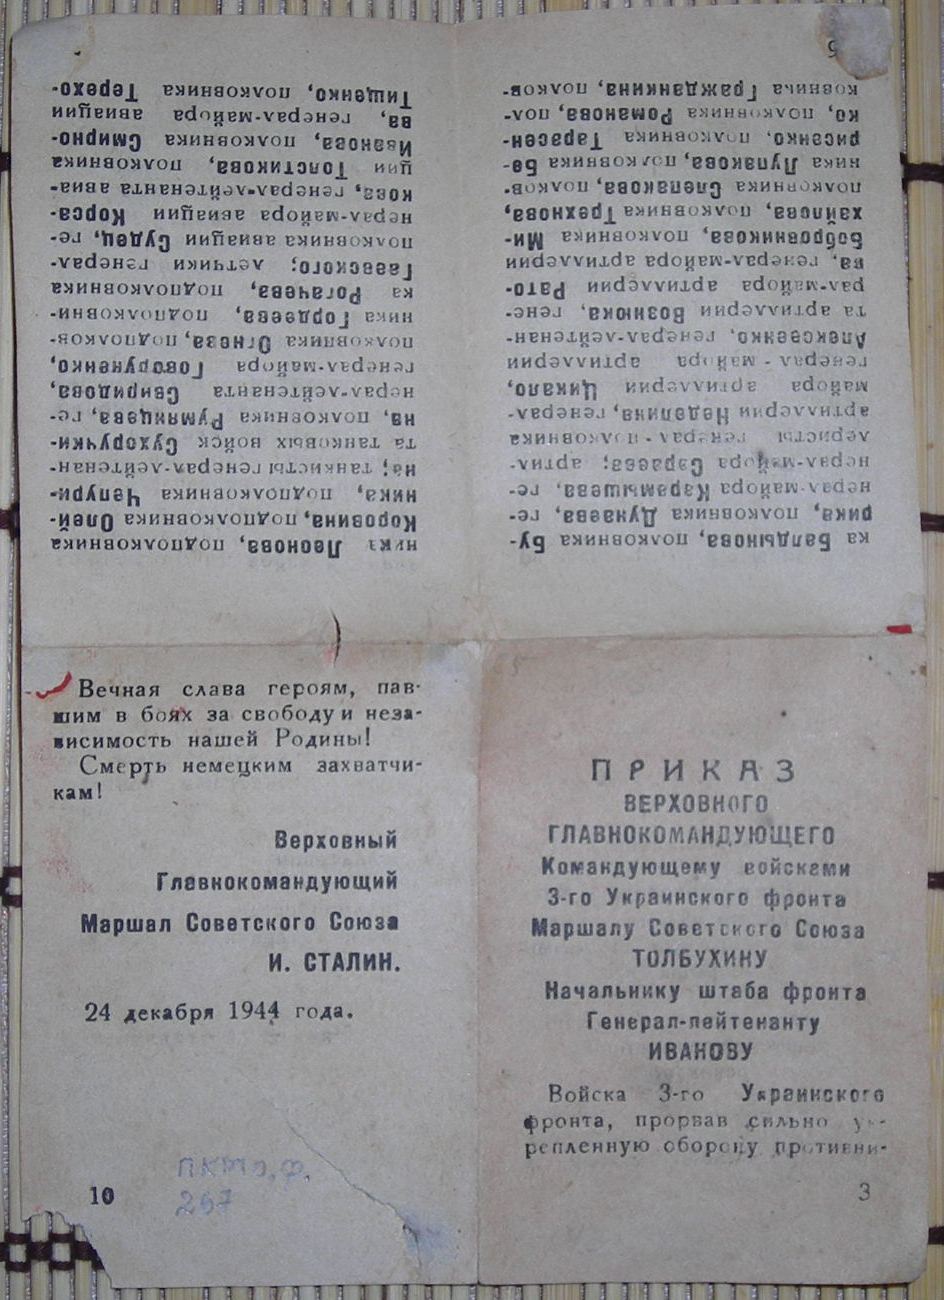 ПРИКАЗ
ВЕРХОВНОГО
ГЛАВНОКОМАНДУЮЩЕГО
Командующему войсками
3-го Украинского фронта
Маршалу Советского Союза
ТОЛБУХИНУ
Начальнику штаба фронта
Генерал-лейтенанту
ИВАНОВУ
Войска 3-го Украинского
фронта, прорвав сильно у-
репленную оборону противни-
3
ка Балдынова, полковника Бу-
рика, полковника Дунаева, ге-
нерал-майора Карамышева, ге-
нерал-майора Сараева; артил-
леристы генерал-полковника
артиллерии Неделина, генерал-
майора артиллерии Цикало,
генерал-майора артиллерии
Алексеенко, генерал-лейтенан-
та артиллерии Вознюка, гене-
рал-майора артиллерии Рато-
ва, генерал-майора артиллерии
Бобровникова, полковника Ми-
хайлова, полковника Трехнова,
полковника Слепакова, полков-
ника Лупакова, полковника Бе-
рисенко, полковника Тарасен-
ко, полковника Романова, пол-
ковника Гражданкина, полков-
ника Леонова, подполковника
Коровина, подполковника Олей-
ника, подполковника Чепури-
на; танкисты генерал-лейтенан-
та танковых войск Сухоручки-
на, полковника Румянцева, ге-
нерал-лейтенанта Свиридова,
генерал-майора Говоруненко,
полковника Огнева, подполков-
ника Гордеева, подполковни-
ка Рогачева, подполковника
Гаевского; летчики генерал-
полковника авиации Судец, ге-
нерал-майора авиации Корса-
кова, генерал-лейтенанта авиа-
ции Толстикова, полковника
Иванова, полковника Смирно-
ва, генерал-майора авиации
Тищенко, полковника Терехо-
Вечная слава героям, пав-
шим в боях за свободу и неза-
висимость нашей Родины!
Смерть немецким захватчи-
кам!
Верховный
Главнокомандующий
Маршал Советского Союза
И. СТАЛИН.
24 декабря 1944 года.
ПКМ О.Ф.
267
10